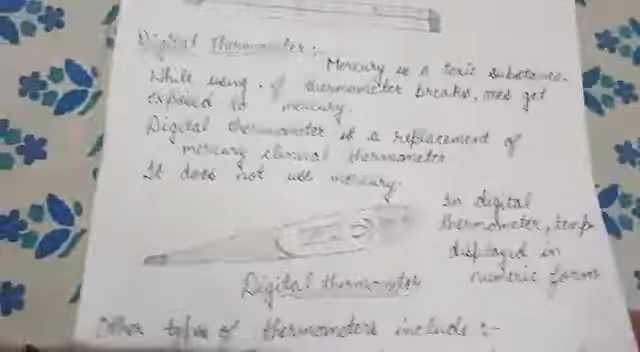 Digital Thermometer :-
Mercury is a toxic substance.
While using, if thermometer breaks, one get
exposed to mercury.
Digital thermometer is a replacement of
mercury clinical thermometer
It does not use mercury.
In digital
thermometer, temp
displayed in
numeric form
Digital thermometer
Other types of thermometers include :-